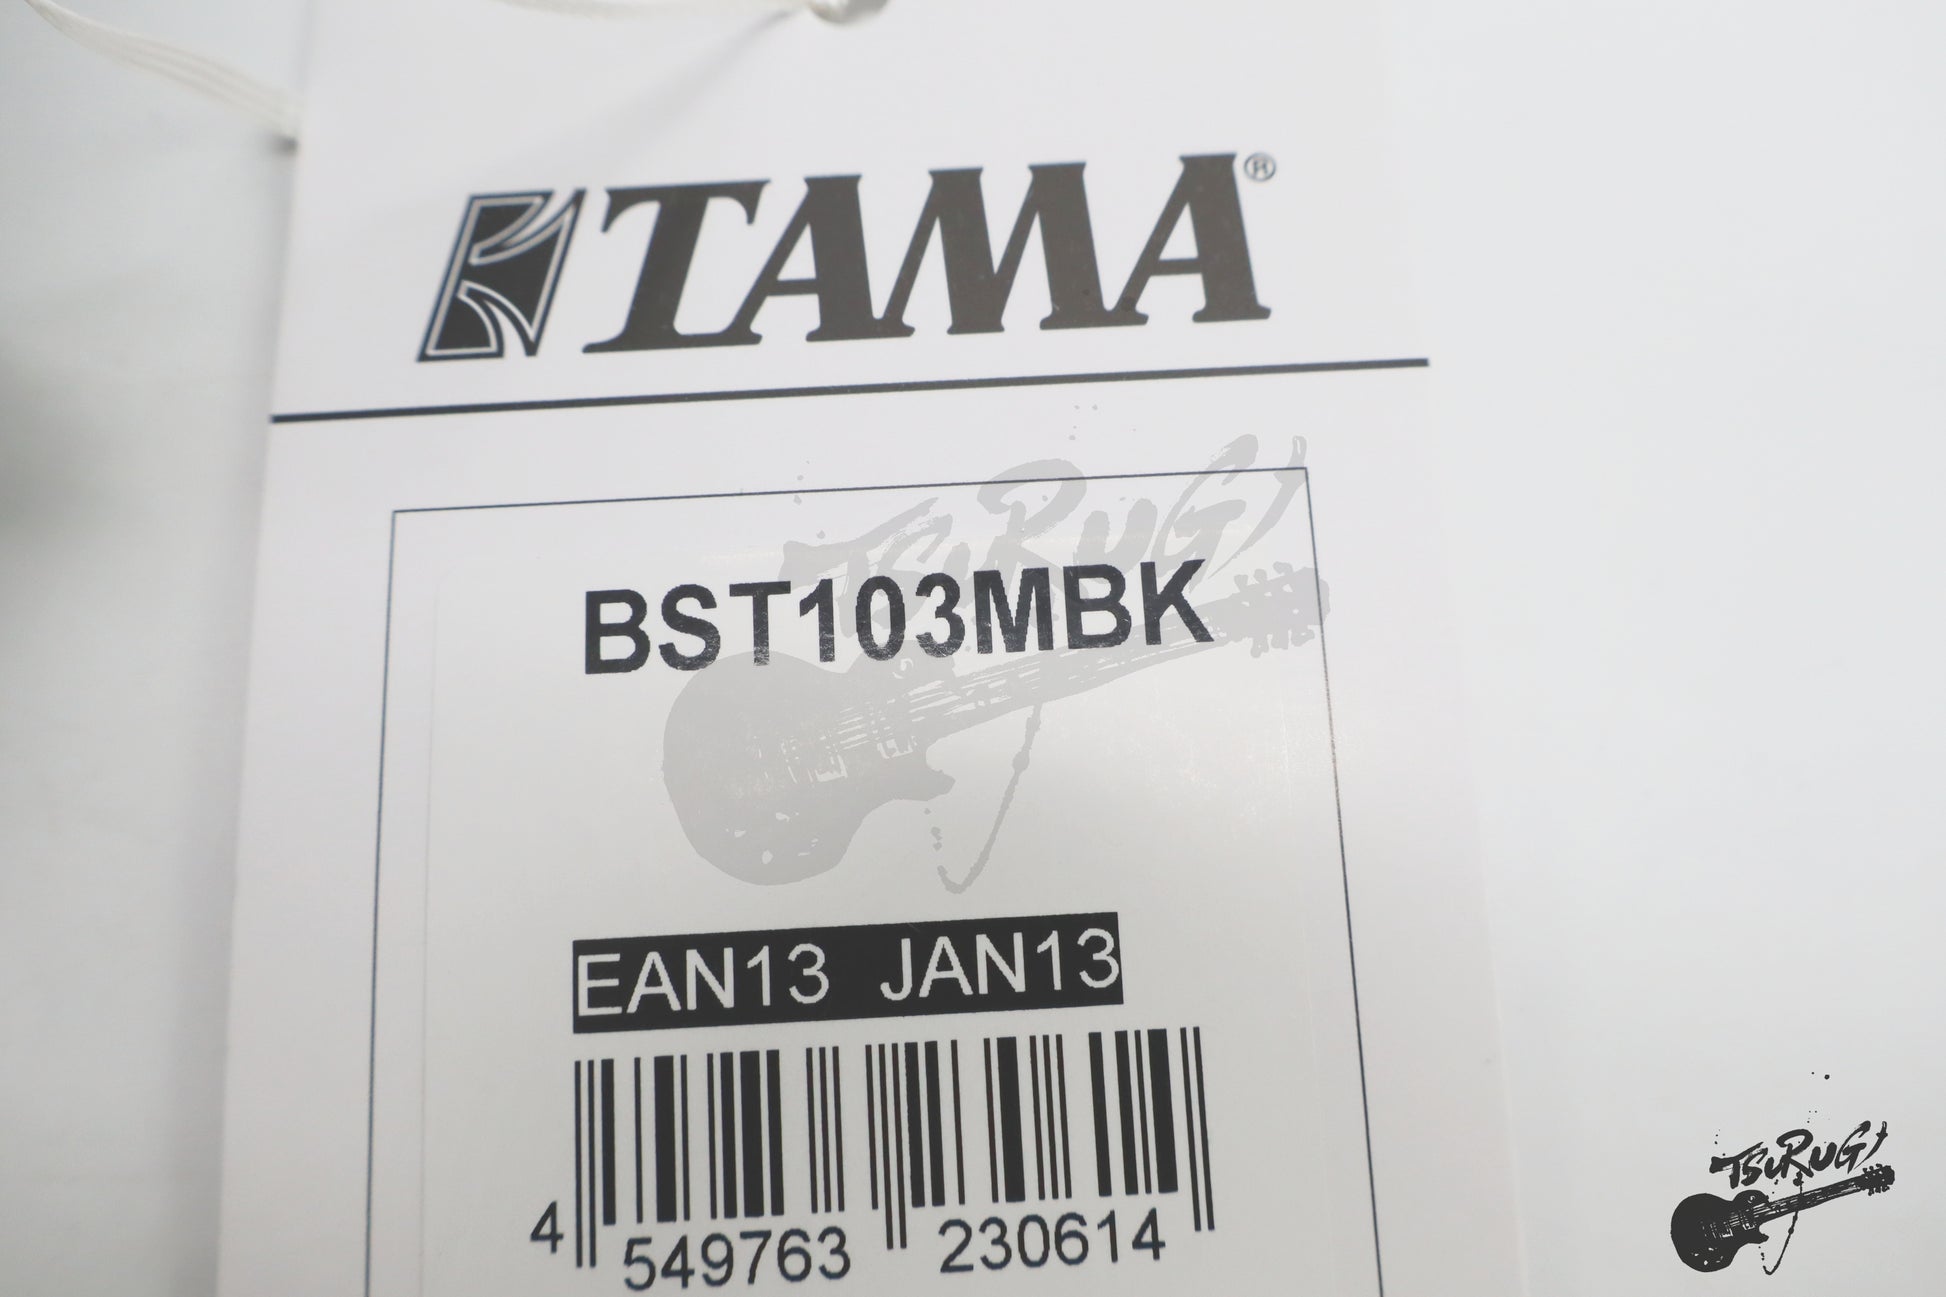 TAMA®
TSURUGI
BST103MBK
EAN13 JAN13
4 549763 230614
TSURUGI